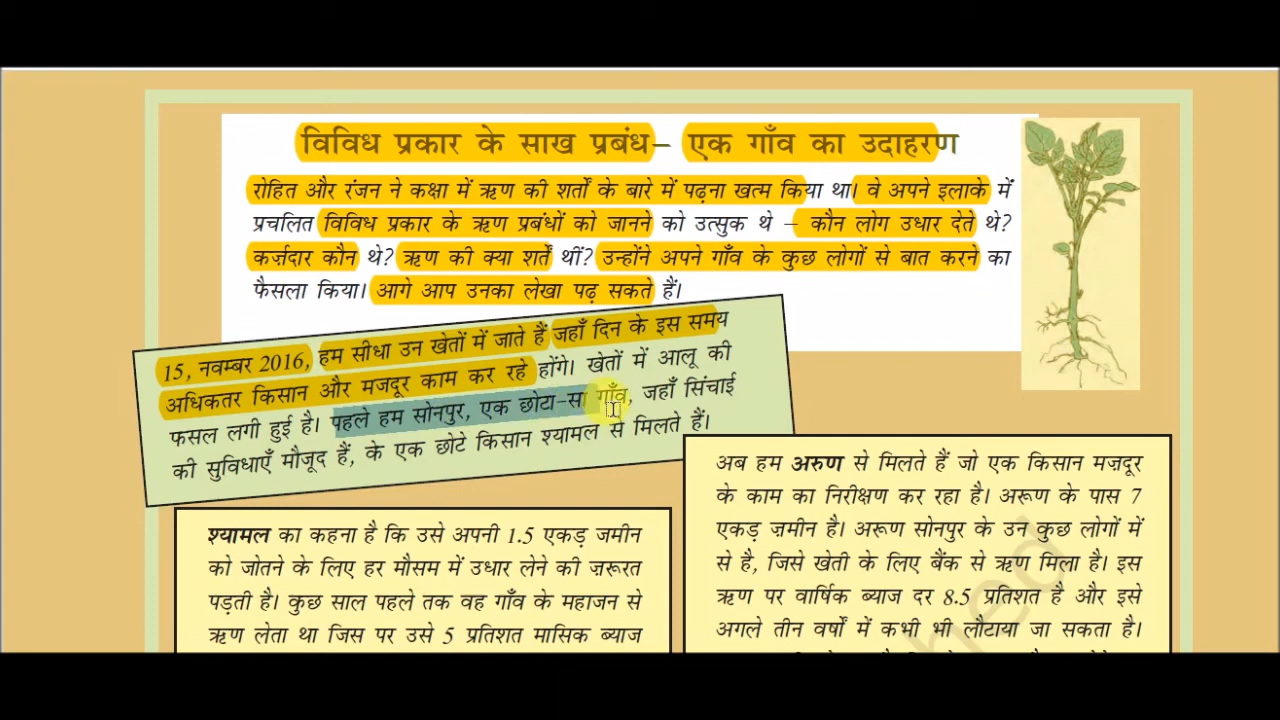 विविध प्रकार के साख प्रबंध– एक गाँव का उदाहरण
रोहित और रंजन ने कक्षा में ऋण की शर्तों के बारे में पढ़ना खत्म किया था। वे अपने इलाके में
प्रचलित विविध प्रकार के ऋण प्रबंधों को जानने को उत्सुक थे – कौन लोग उधार देते थे?
कर्ज़दार कौन थे? ऋण की क्या शर्तें थीं? उन्होंने अपने गाँव के कुछ लोगों से बात करने का
फैसला किया। आगे आप उनका लेखा पढ़ सकते हैं।
15, नवम्बर 2016, हम सीधा उन खेतों में जाते हैं जहाँ दिन के इस समय
अधिकतर किसान और मजदूर काम कर रहे होंगे। खेतों में आलू की
फसल लगी हुई है। पहले हम सोनपुर, एक छोटा-सा गाँव, जहाँ सिंचाई
की सुविधाएँ मौजूद हैं, के एक छोटे किसान श्यामल से मिलते हैं।
श्यामल का कहना है कि उसे अपनी 1.5 एकड़ जमीन
को जोतने के लिए हर मौसम में उधार लेने की ज़रूरत
पड़ती है। कुछ साल पहले तक वह गाँव के महाजन से
ऋण लेता था जिस पर उसे 5 प्रतिशत मासिक ब्याज
अब हम अरुण से मिलते हैं जो एक किसान मज़दूर
के काम का निरीक्षण कर रहा है। अरूण के पास 7
एकड़ ज़मीन है। अरूण सोनपुर के उन कुछ लोगों में
से है, जिसे खेती के लिए बैंक से ऋण मिला है। इस
ऋण पर वार्षिक ब्याज दर 8.5 प्रतिशत है और इसे
अगले तीन वर्षों में कभी भी लौटाया जा सकता है।